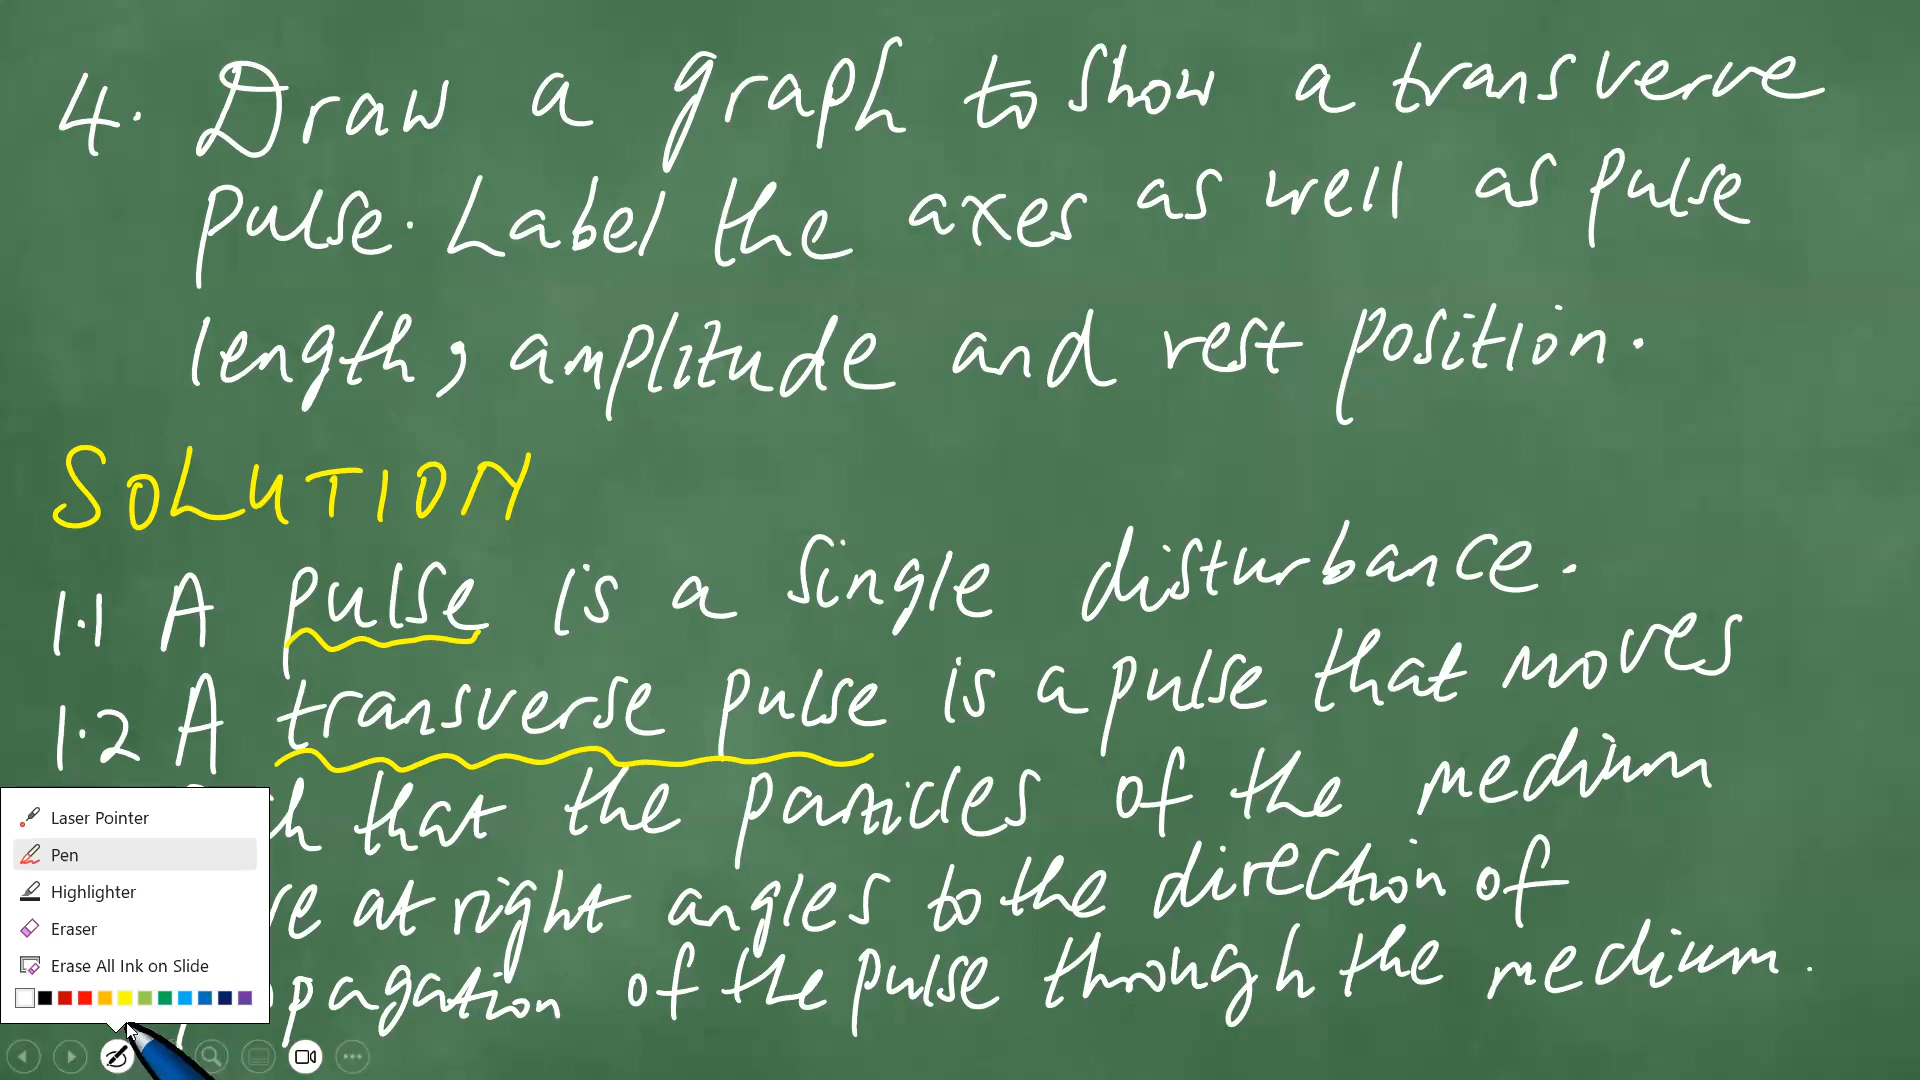 4. Draw a graph to show a transverve
pulse. Label the axes as well as pulse
length, amplitude and rest position.
SOLUTION
1.1 A pulse is a single disturbance.
1.2 A transverse pulse is a pulse that moves
h that the particles of the medium
ve at right angles to the direction of
pagation of the pulse through the medium.
Laser Pointer
Pen
Highlighter
Eraser
Erase All Ink on Slide